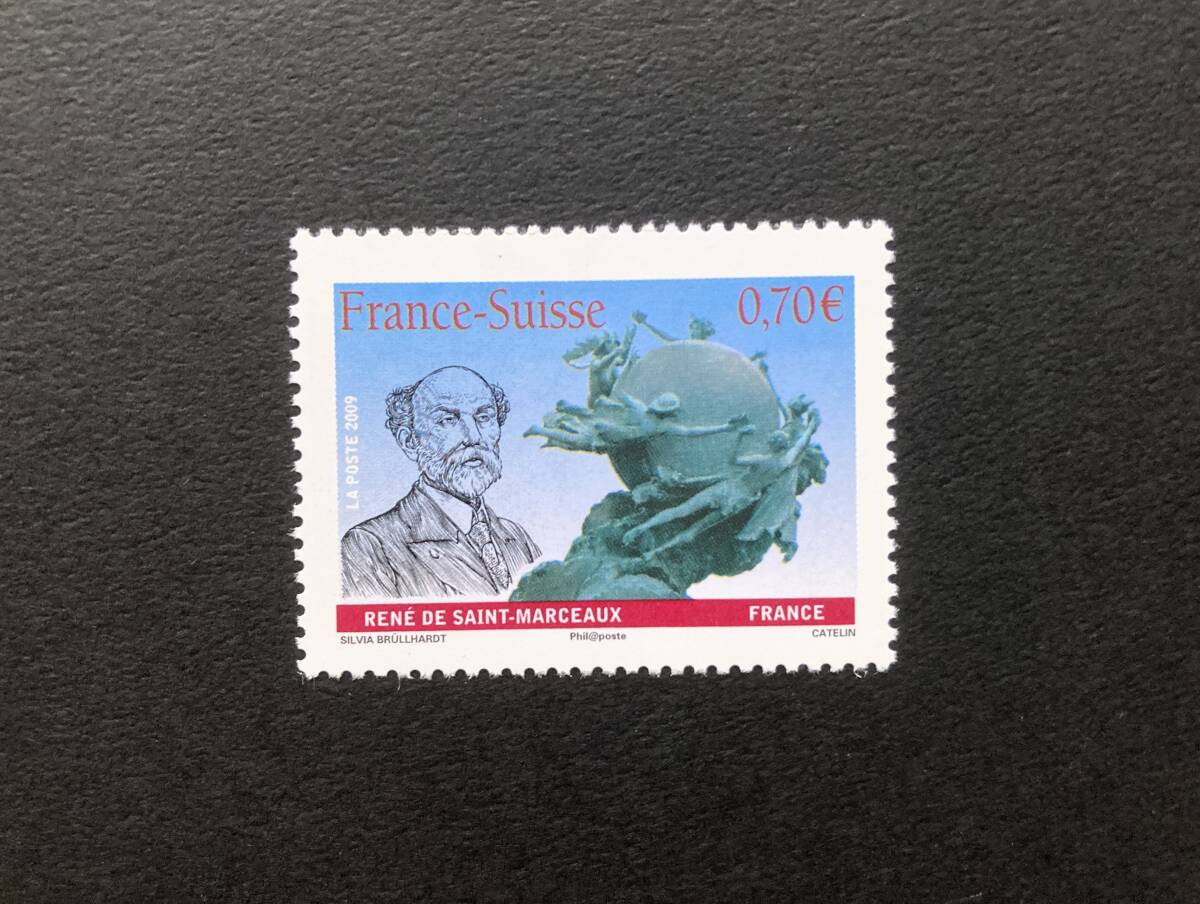 France-Suisse
0,70€
LA POSTE 2009
RENÉ DE SAINT-MARCEAUX
FRANCE
SILVIA BRÜLLHARDT
Phil@poste
CATELIN